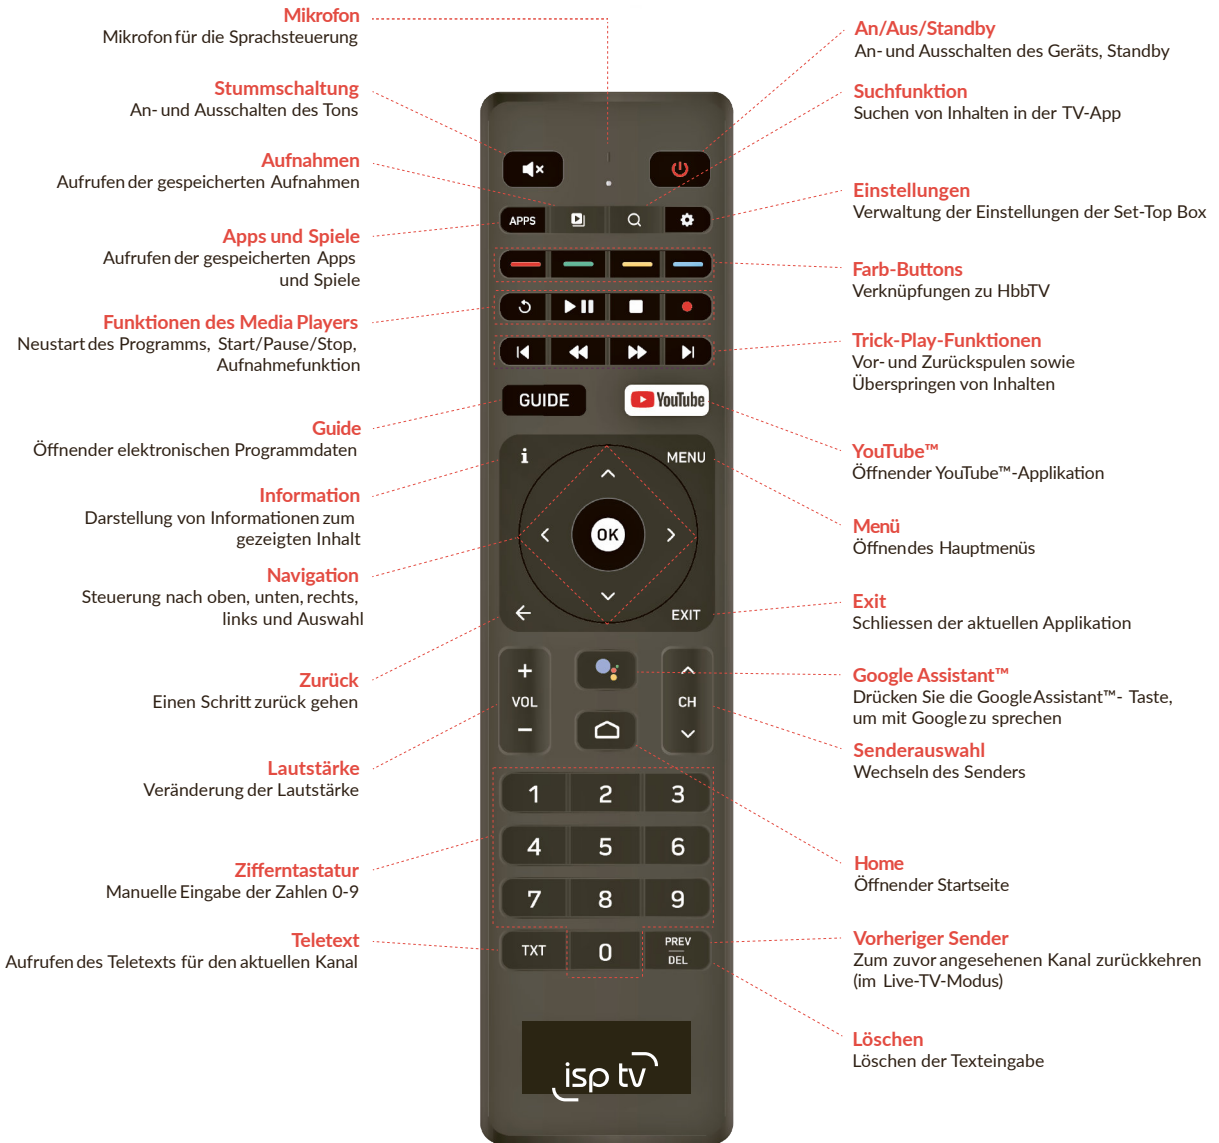 Mikrofon
Mikrofon für die Sprachsteuerung
Stummschaltung
An- und Ausschalten des Tons
Aufnahmen
Aufrufen der gespeicherten Aufnahmen
Apps und Spiele
Aufrufen der gespeicherten Apps
und Spiele
Funktionen des Media Players
Neustart des Programms, Start/Pause/Stop,
Aufnahmefunktion
Guide
Öffnender elektronischen Programmdaten
Information
Darstellung von Informationen zum
gezeigten Inhalt
Navigation
Steuerung nach oben, unten, rechts,
links und Auswahl
Zurück
Einen Schritt zurück gehen
Lautstärke
Veränderung der Lautstärke
Zifferntastatur
Manuelle Eingabe der Zahlen 0-9
Teletext
Aufrufen des Teletexts für den aktuellen Kanal
APPS
GUIDE
YouTube
i
MENU
OK
EXIT
+
VOL
−
CH
1 2 3
4 5 6
7 8 9
TXT 0 PREV
DEL
isp tv
An/Aus/Standby
An- und Ausschalten des Geräts, Standby
Suchfunktion
Suchen von Inhalten in der TV-App
Einstellungen
Verwaltung der Einstellungen der Set-Top Box
Farb-Buttons
Verknüpfungen zu HbbTV
Trick-Play-Funktionen
Vor- und Zurückspulen sowie
Überspringen von Inhalten
YouTube™
Öffnender YouTube™-Applikation
Menü
Öffnendes Hauptmenüs
Exit
Schliessen der aktuellen Applikation
Google Assistant™
Drücken Sie die Google Assistant™- Taste,
um mit Google zu sprechen
Senderauswahl
Wechseln des Senders
Home
Öffnender Startseite
Vorheriger Sender
Zum zuvor angesehenen Kanal zurückkehren
(im Live-TV-Modus)
Löschen
Löschen der Texteingabe